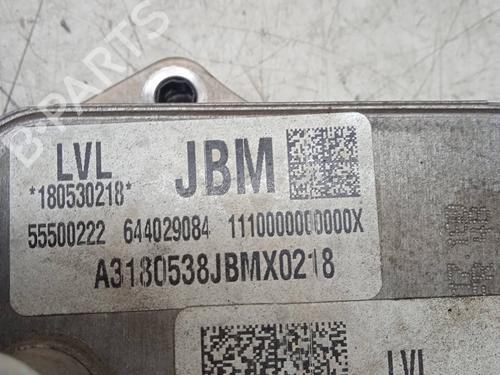 B-PARTS
LVL JBM
*180530218*
55500222 644029084 1110000000000X
A3180538JBMX0218
LVL